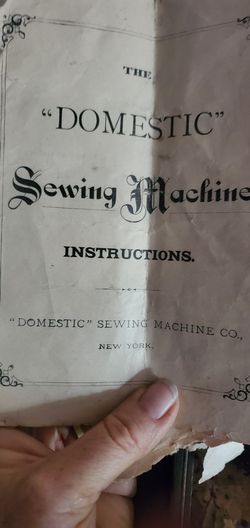 THE
"DOMESTIC"
Sewing Machine
INSTRUCTIONS.
"DOMESTIC" SEWING MACHINE CO.,
NEW YORK.